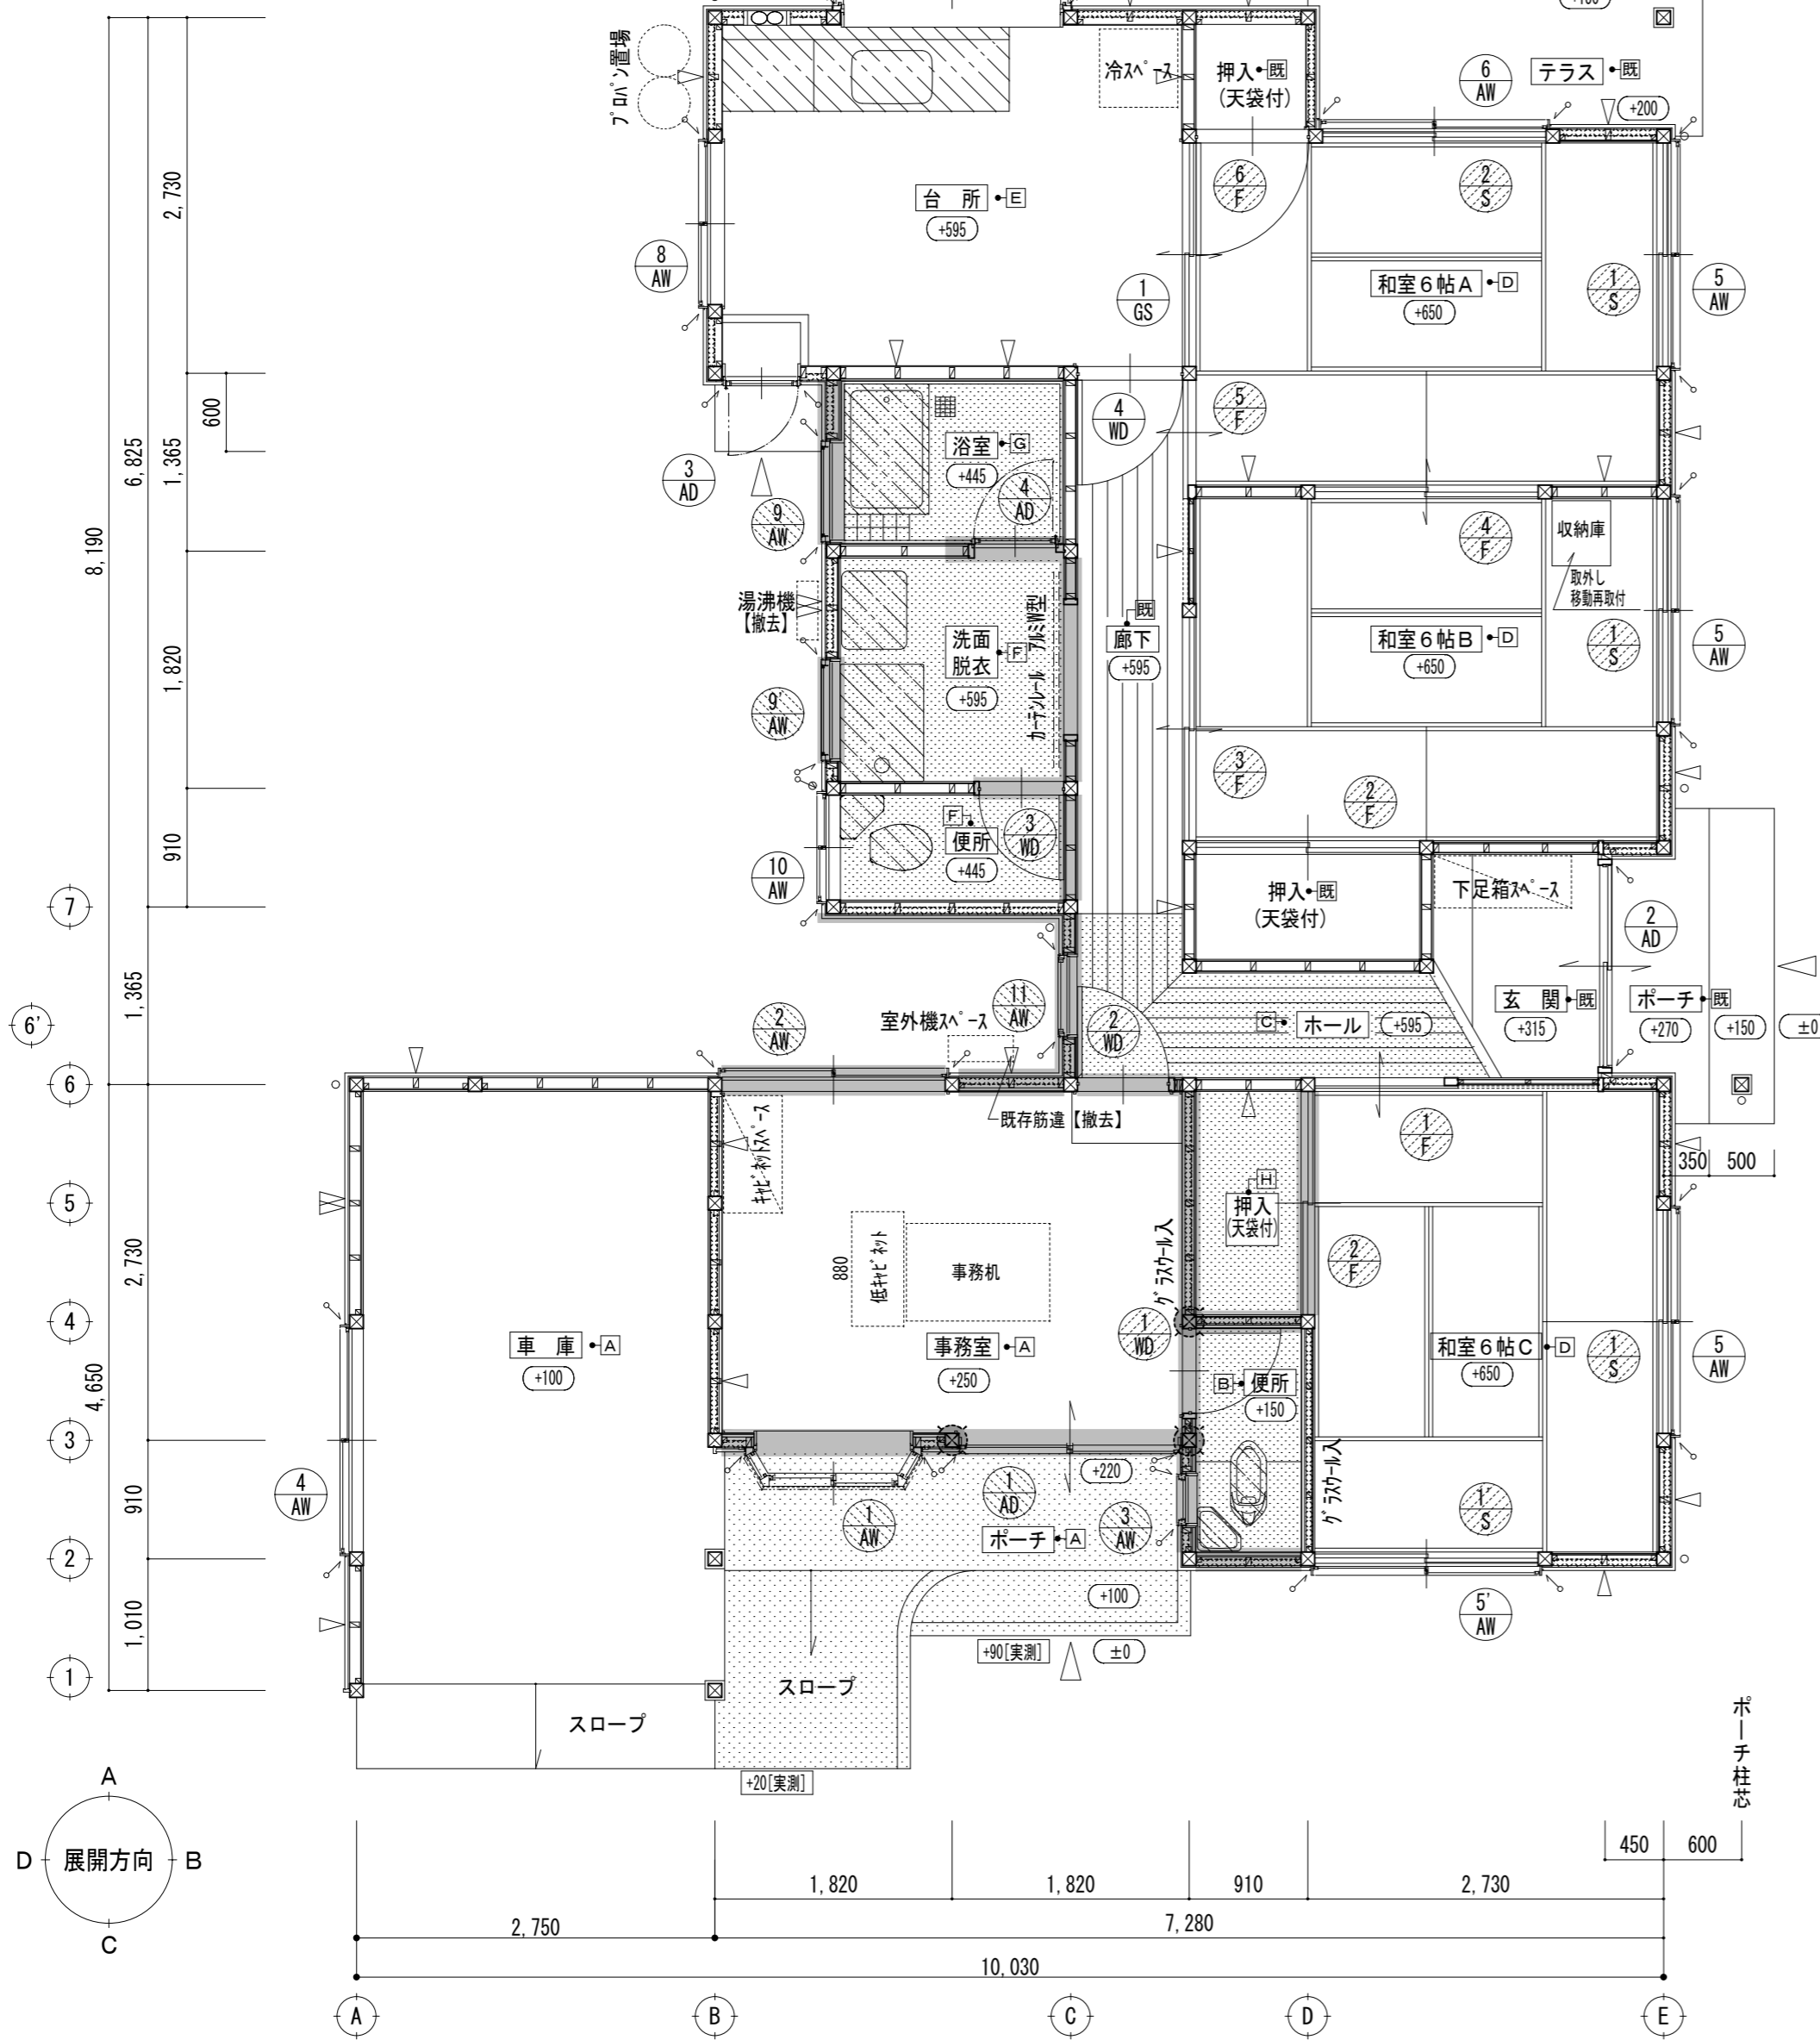 プロパン置場
冷スペース
押入
既
(天袋付)
6
AW
テラス
既
+200
台 所
E
+595
6
F
2
S
8
AW
1
GS
和室6帖A
D
+650
1
S
5
AW
3
AD
浴室
G
+445
4
AD
4
WD
5
F
9
AW
湯沸機
【撤去】
洗面
脱衣
F
+595
カーテンレール アルミW型
既
廊下
+595
4
F
収納庫
取外し
移動再取付
和室6帖B
D
+650
1
S
5
AW
9'
AW
3
F
2
F
10
AW
F
便所
+445
3
WD
押入
既
(天袋付)
下足箱スペース
2
AD
玄 関
既
+315
ポーチ
既
+270
+150
±0
室外機スペース
11
AW
2
AW
2
WD
C
ホール
+595
既存筋違【撤去】
キャビネットスペース
880
低キャビネット
事務机
グラスウール入
H
押入
(天袋付)
1
F
2
F
350
500
車 庫
A
+100
事務室
A
+250
1
WD
B
便所
+150
和室6帖C
D
+650
1
S
5
AW
4
AW
1
AW
1
AD
+220
ポーチ
A
3
AW
グラスウール入
1'
S
5'
AW
+100
+90[実測]
±0
スロープ
スロープ
+20[実測]
ポーチ柱芯
8,190
6,825
2,730
1,365
600
1,820
910
1,365
2,730
4,650
910
1,010
7
6'
6
5
4
3
2
1
A
D
展開方向
B
C
450
600
1,820
1,820
910
2,730
2,750
7,280
10,030
A
B
C
D
E